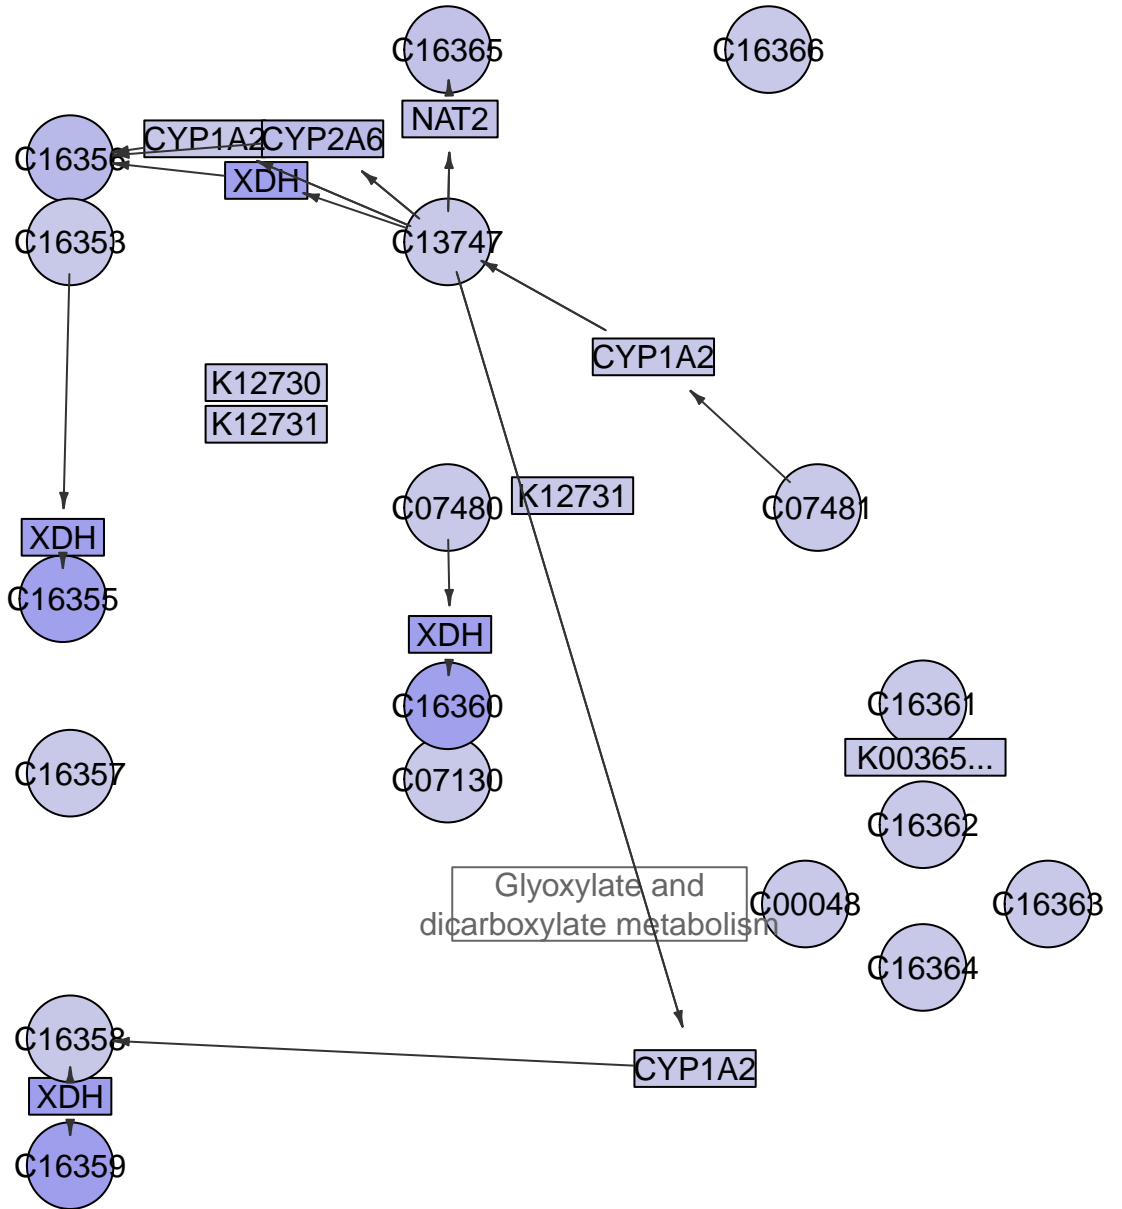 C16365
C16366
NAT2
CYP1A2
CYP2A6
C16356
XDH
C16353
C13747
CYP1A2
K12730
K12731
K12731
C07480
C07481
XDH
C16355
XDH
C16360
C16361
K00365...
C16357
C07130
C16362
Glyoxylate and
dicarboxylate metabolism
C00048
C16363
C16364
C16358
CYP1A2
XDH
C16359